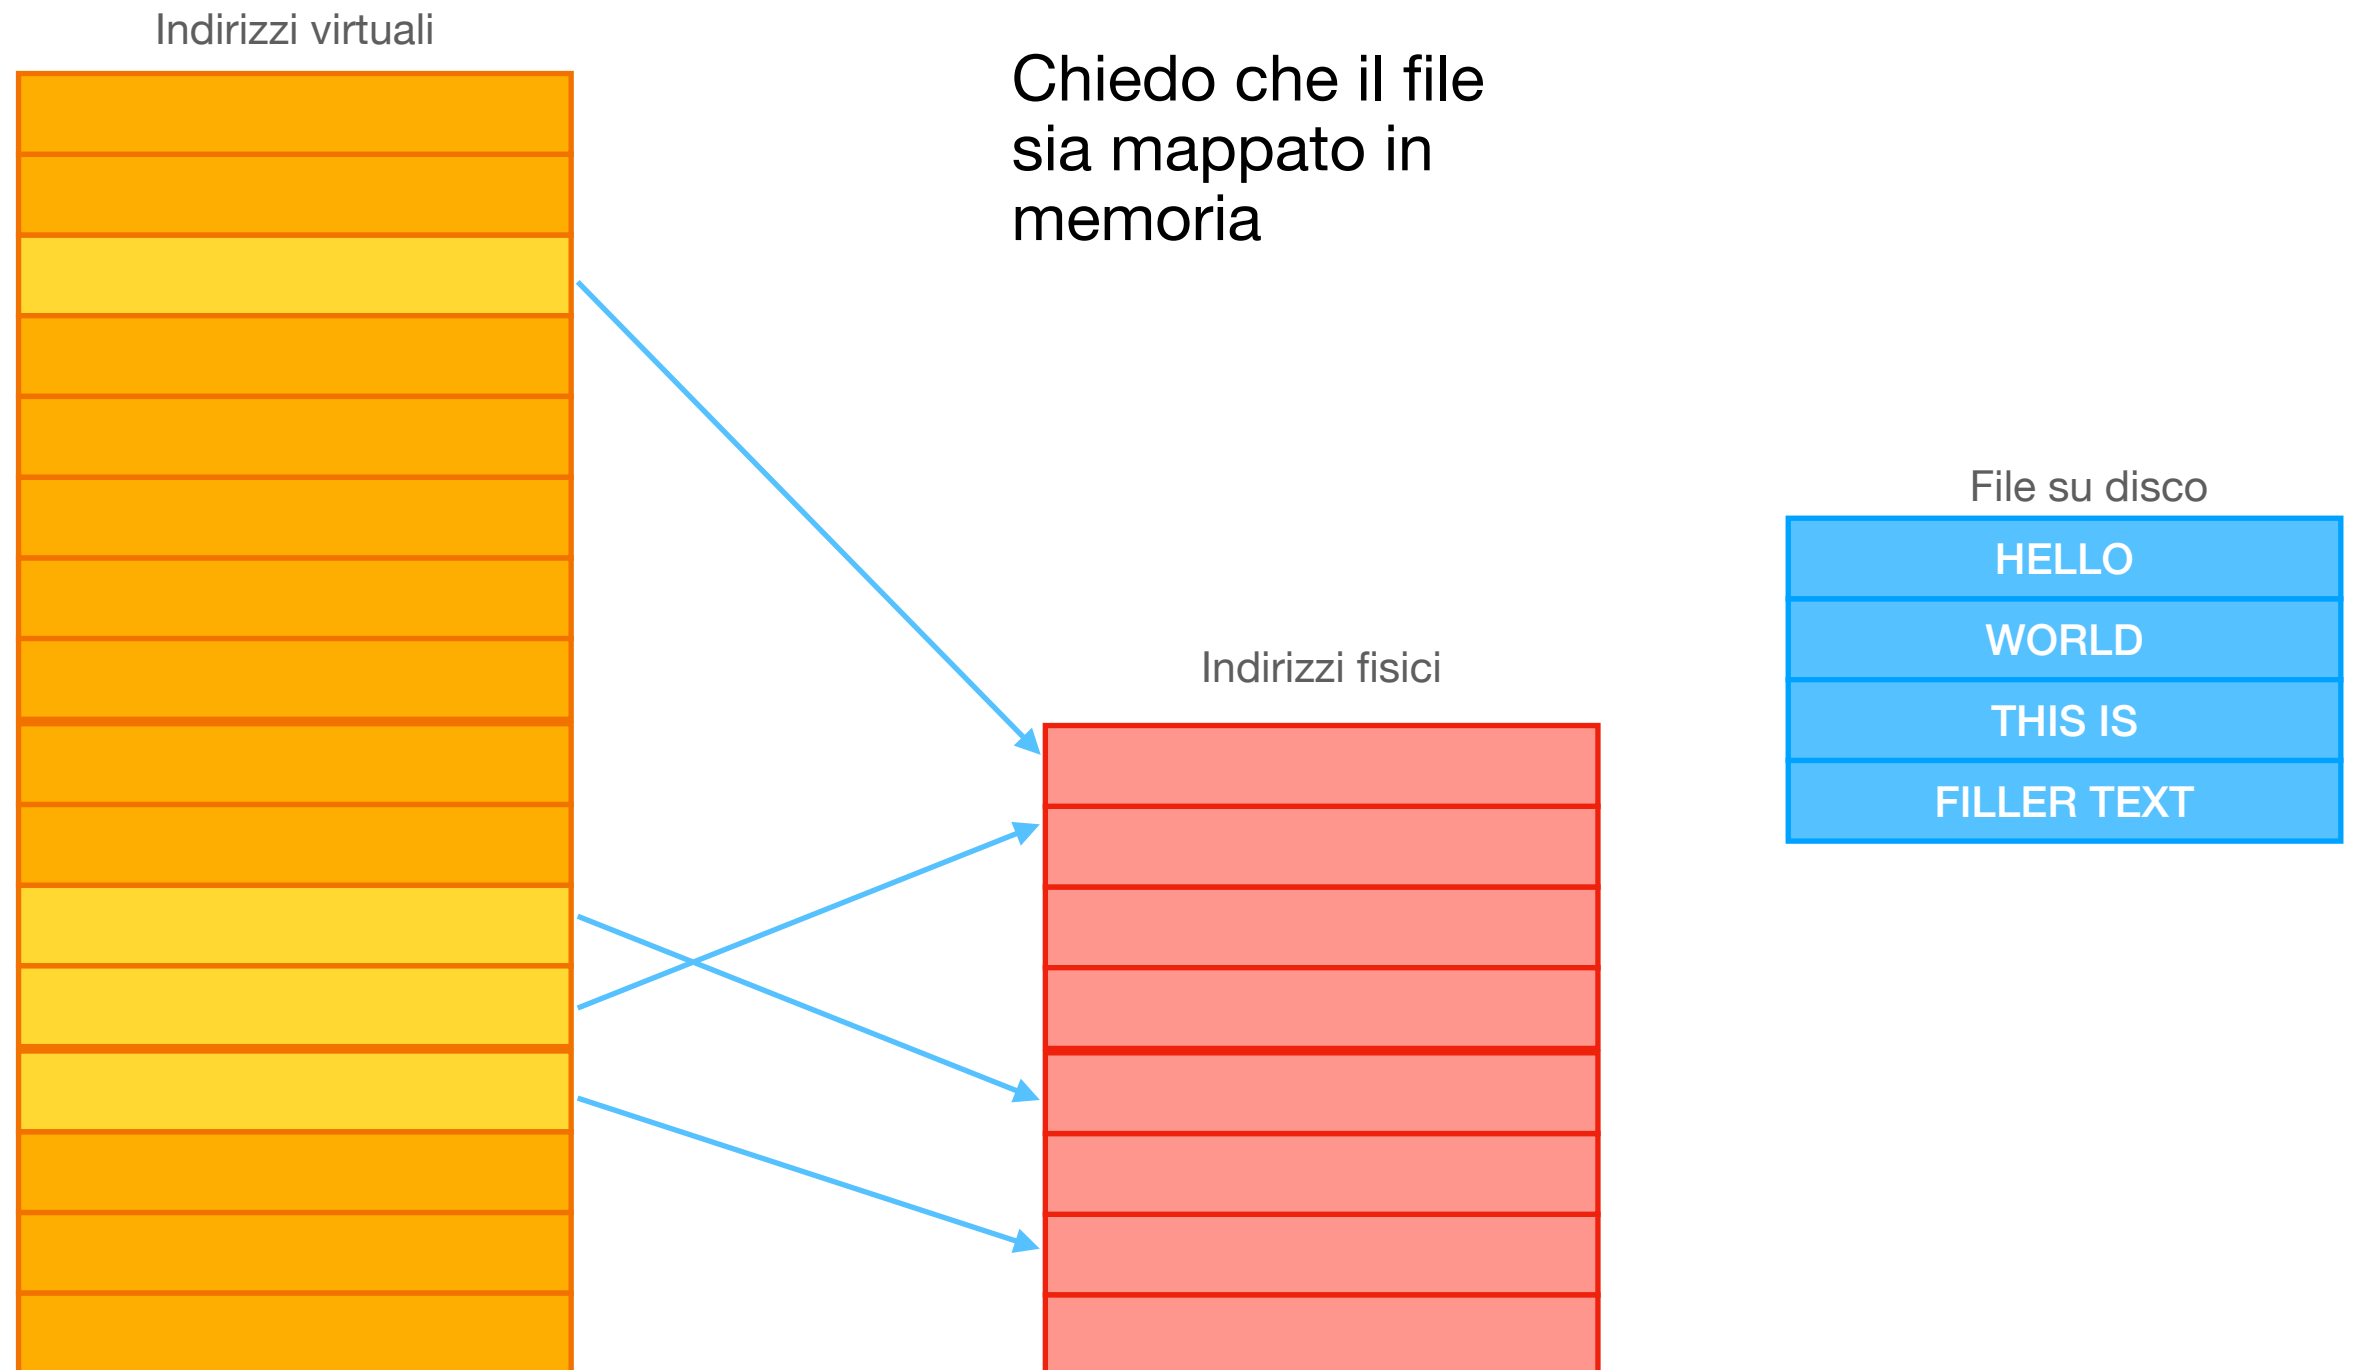 Indirizzi virtuali
Chiedo che il file
sia mappato in
memoria
File su disco
HELLO
WORLD
THIS IS
FILLER TEXT
Indirizzi fisici